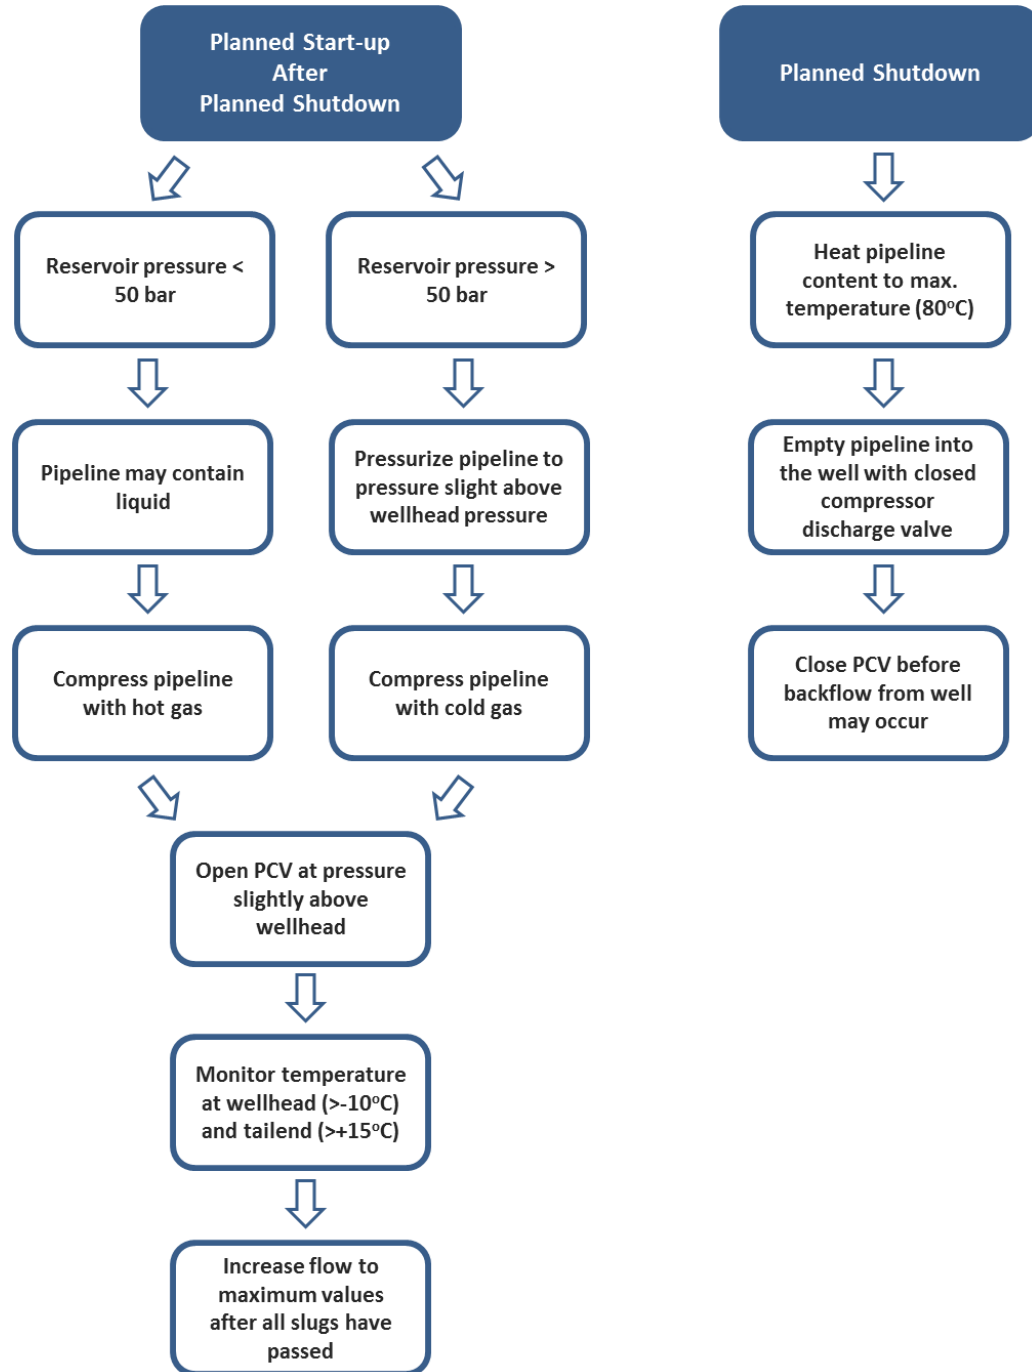 Planned Start-up
After
Planned Shutdown
Reservoir pressure <
50 bar
Reservoir pressure >
50 bar
Pipeline may contain
liquid
Pressurize pipeline to
pressure slight above
wellhead pressure
Compress pipeline
with hot gas
Compress pipeline
with cold gas
Open PCV at pressure
slightly above
wellhead
Monitor temperature
at wellhead (>-10°C)
and tailend (>+15°C)
Increase flow to
maximum values
after all slugs have
passed
Planned Shutdown
Heat pipeline
content to max.
temperature (80°C)
Empty pipeline into
the well with closed
compressor
discharge valve
Close PCV before
backflow from well
may occur